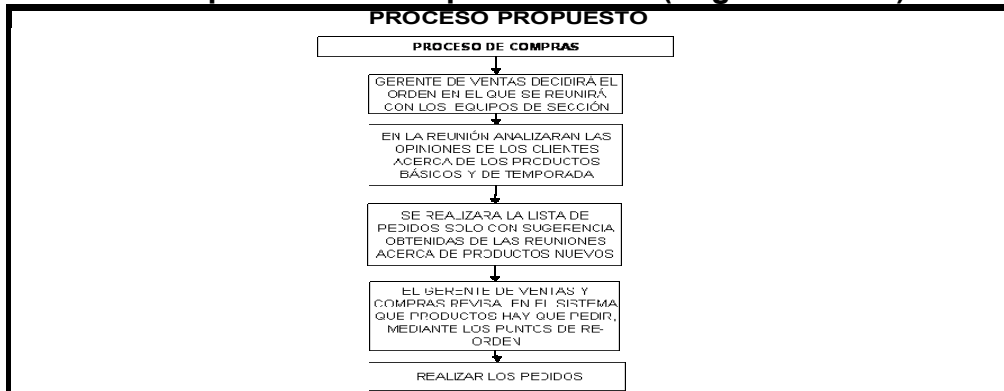 PROCESO PROPUESTO
PROCESO DE COMPRAS
GERENTE DE VENTAS DECIDIRÁ EL
ORDEN EN EL QUE SE REUNIRÁ
CON LOS EQUIPOS DE SECCIÓN
EN LA REUNIÓN ANALIZARAN LAS
OPINIONES DE LOS CLIENTES
ACERCA DE LOS PRODUCTOS
BÁSICOS Y DE TEMPORADA
SE REALIZARA LA LISTA DE
PEDIDOS SOLO CON SUGERENCIA
OBTENIDAS DE LAS REUNIONES
ACERCA DE PRODUCTOS NUEVOS
EL GERENTE DE VENTAS Y
COMPRAS REVISA EN EL SISTEMA
QUE PRODUCTOS HAY QUE PEDIR,
MEDIANTE LOS PUNTOS DE RE-
ORDEN
REALIZAR LOS PEDIDOS